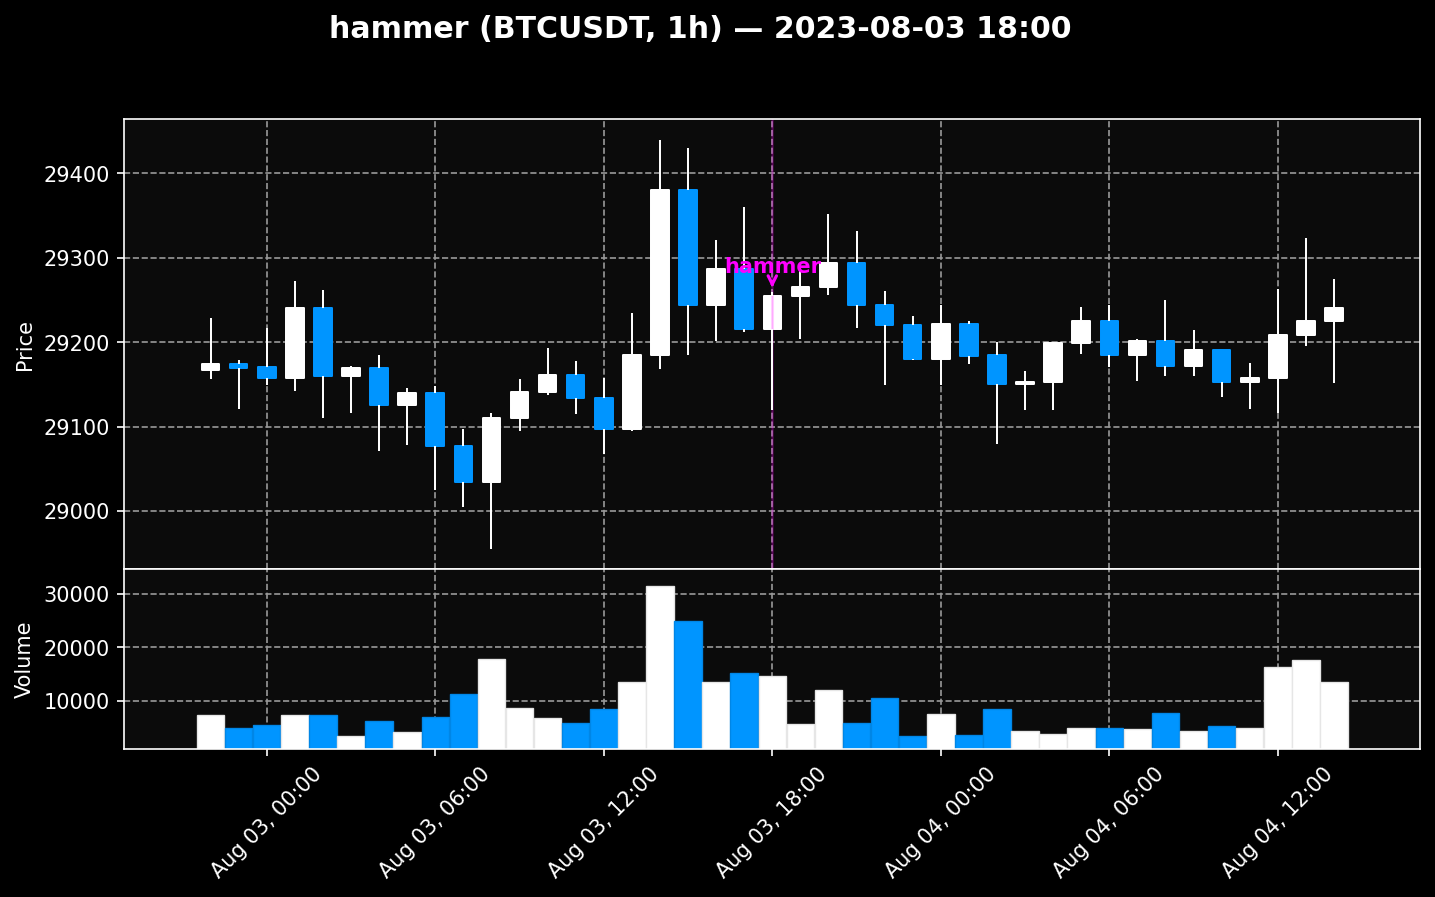 hammer (BTCUSDT, 1h) — 2023-08-03 18:00
Price
29400
29300
29200
29100
29000
hammer
Volume
30000
20000
10000
Aug 03, 00:00
Aug 03, 06:00
Aug 03, 12:00
Aug 03, 18:00
Aug 04, 00:00
Aug 04, 06:00
Aug 04, 12:00